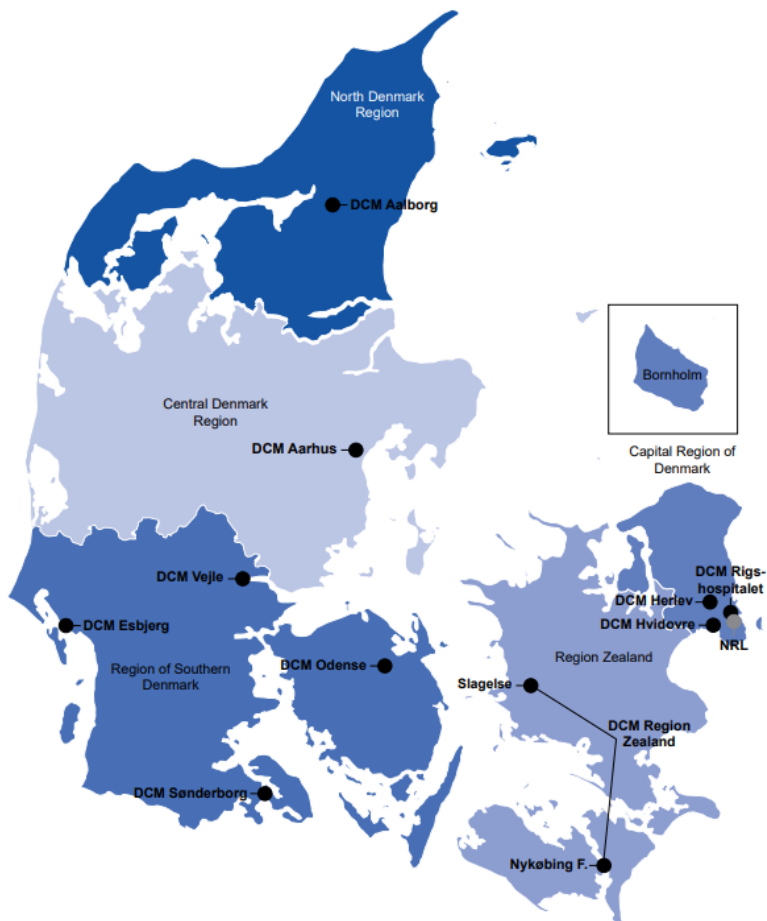 North Denmark
Region
DCM Aalborg
Bornholm
Central Denmark
Region
DCM Aarhus
Capital Region of
Denmark
DCM Vejle
DCM Rigs-
hospitalet
DCM Herlev
DCM Esbjerg
DCM Hvidovre
NRL
Region of Southern
Denmark
DCM Odense
Region Zealand
Slagelse
DCM Region
Zealand
DCM Sønderborg
Nykøbing F.